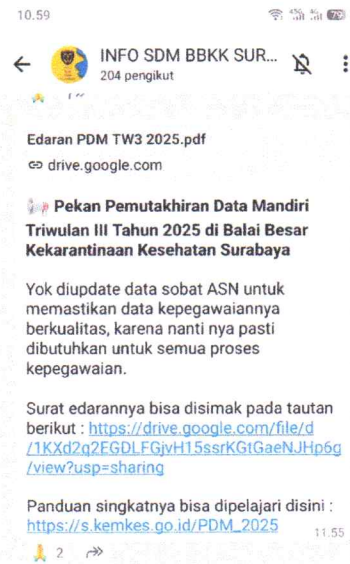 10.59
79
INFO SDM BBKK SUR...
204 pengikut
Edaran PDM TW3 2025.pdf
drive.google.com
Pekan Pemutakhiran Data Mandiri
Triwulan III Tahun 2025 di Balai Besar
Kekarantinaan Kesehatan Surabaya
Yok diupdate data sobat ASN untuk
memastikan data kepegawaiannya
berkualitas, karena nanti nya pasti
dibutuhkan untuk semua proses
kepegawaian.
Surat edarannya bisa disimak pada tautan
berikut : https://drive.google.com/file/d
/1KXd2q2EGDLFGjvH15ssrKGtGaeNJHp6g
/view?usp=sharing
Panduan singkatnya bisa dipelajari disini :
https://s.kemkes.go.id/PDM_2025
11.55
🙏 2